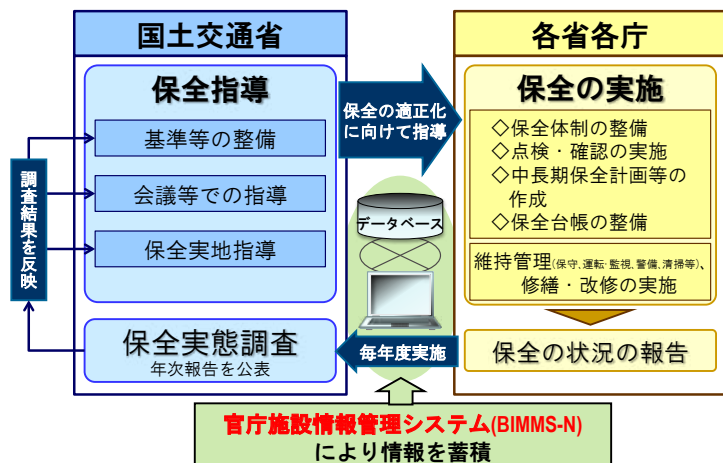 国土交通省
保全指導
基準等の整備
会議等での指導
保全実地指導
調査結果を反映
保全実態調査
年次報告を公表
保全の適正化
に向けて指導
データベース
毎年度実施
各省各庁
保全の実施
◇保全体制の整備
◇点検・確認の実施
◇中長期保全計画等の
作成
◇保全台帳の整備
維持管理(保守、運転・監視、警備、清掃等)、
修繕・改修の実施
保全の状況の報告
官庁施設情報管理システム(BIMMS-N)
により情報を蓄積